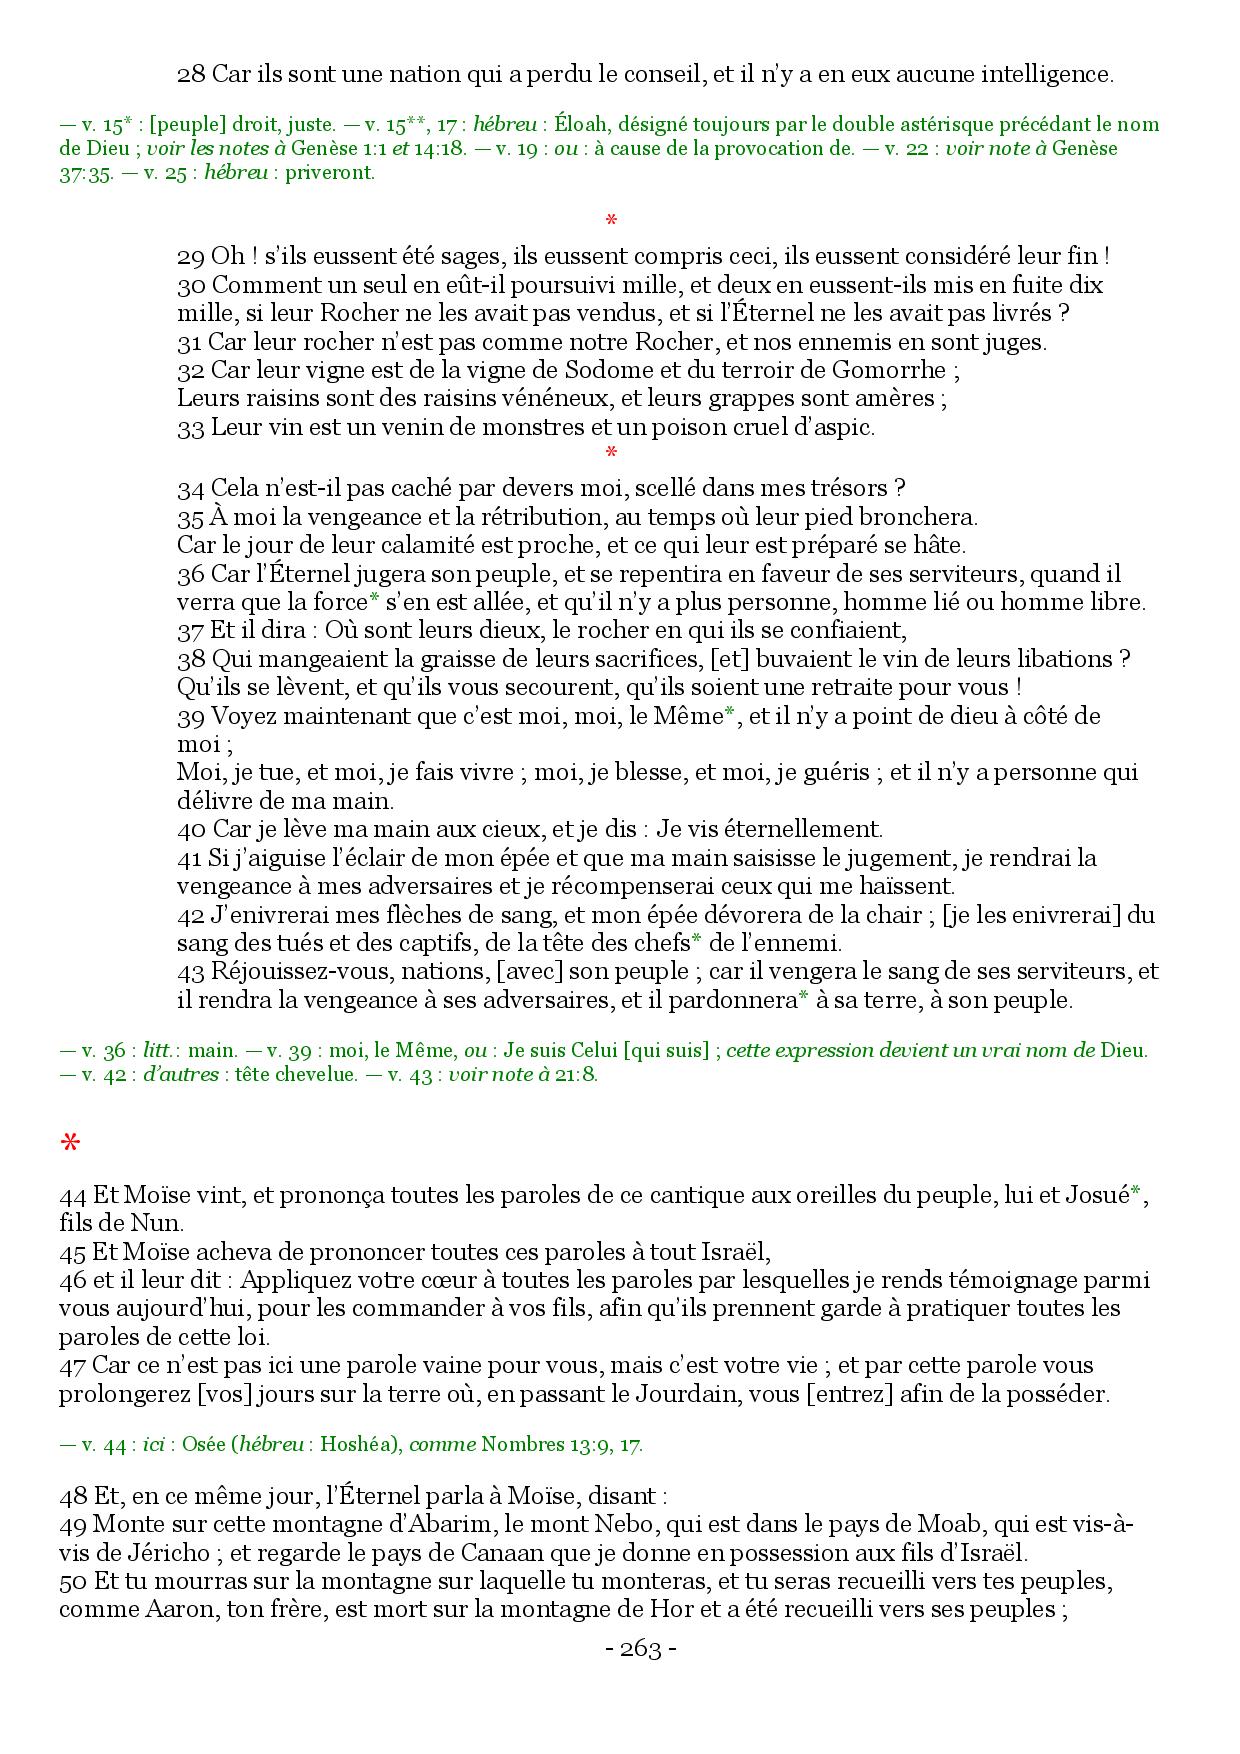 28 Car ils sont une nation qui a perdu le conseil, et il n’y a en eux aucune intelligence.
— v. 15* : [peuple] droit, juste. — v. 15**, 17 : hébreu : Éloah, désigné toujours par le double astérisque précédant le nom
de Dieu ; voir les notes à Genèse 1:1 et 14:18. — v. 19 : ou : à cause de la provocation de. — v. 22 : voir note à Genèse
37:35. — v. 25 : hébreu : priveront.
*
29 Oh ! s’ils eussent été sages, ils eussent compris ceci, ils eussent considéré leur fin !
30 Comment un seul en eût-il poursuivi mille, et deux en eussent-ils mis en fuite dix
mille, si leur Rocher ne les avait pas vendus, et si l’Éternel ne les avait pas livrés ?
31 Car leur rocher n’est pas comme notre Rocher, et nos ennemis en sont juges.
32 Car leur vigne est de la vigne de Sodome et du terroir de Gomorrhe ;
Leurs raisins sont des raisins vénéneux, et leurs grappes sont amères ;
33 Leur vin est un venin de monstres et un poison cruel d’aspic.
*
34 Cela n’est-il pas caché par devers moi, scellé dans mes trésors ?
35 À moi la vengeance et la rétribution, au temps où leur pied bronchera.
Car le jour de leur calamité est proche, et ce qui leur est préparé se hâte.
36 Car l’Éternel jugera son peuple, et se repentira en faveur de ses serviteurs, quand il
verra que la force* s’en est allée, et qu’il n’y a plus personne, homme lié ou homme libre.
37 Et il dira : Où sont leurs dieux, le rocher en qui ils se confiaient,
38 Qui mangeaient la graisse de leurs sacrifices, [et] buvaient le vin de leurs libations ?
Qu’ils se lèvent, et qu’ils vous secourent, qu’ils soient une retraite pour vous !
39 Voyez maintenant que c’est moi, moi, le Même*, et il n’y a point de dieu à côté de
moi ;
Moi, je tue, et moi, je fais vivre ; moi, je blesse, et moi, je guéris ; et il n’y a personne qui
délivre de ma main.
40 Car je lève ma main aux cieux, et je dis : Je vis éternellement.
41 Si j’aiguise l’éclair de mon épée et que ma main saisisse le jugement, je rendrai la
vengeance à mes adversaires et je récompenserai ceux qui me haïssent.
42 J’enivrerai mes flèches de sang, et mon épée dévorera de la chair ; [je les enivrerai] du
sang des tués et des captifs, de la tête des chefs* de l’ennemi.
43 Réjouissez-vous, nations, [avec] son peuple ; car il vengera le sang de ses serviteurs, et
il rendra la vengeance à ses adversaires, et il pardonnera* à sa terre, à son peuple.
— v. 36 : litt. : main. — v. 39 : moi, le Même, ou : Je suis Celui [qui suis] ; cette expression devient un vrai nom de Dieu.
— v. 42 : d’autres : tête chevelue. — v. 43 : voir note à 21:8.
*
44 Et Moïse vint, et prononça toutes les paroles de ce cantique aux oreilles du peuple, lui et Josué*,
fils de Nun.
45 Et Moïse acheva de prononcer toutes ces paroles à tout Israël,
46 et il leur dit : Appliquez votre cœur à toutes les paroles par lesquelles je rends témoignage parmi
vous aujourd’hui, pour les commander à vos fils, afin qu’ils prennent garde à pratiquer toutes les
paroles de cette loi.
47 Car ce n’est pas ici une parole vaine pour vous, mais c’est votre vie ; et par cette parole vous
prolongerez [vos] jours sur la terre où, en passant le Jourdain, vous [entrez] afin de la posséder.
— v. 44 : ici : Osée (hébreu : Hoshéa), comme Nombres 13:9, 17.
48 Et, en ce même jour, l’Éternel parla à Moïse, disant :
49 Monte sur cette montagne d’Abarim, le mont Nebo, qui est dans le pays de Moab, qui est vis-à-
vis de Jéricho ; et regarde le pays de Canaan que je donne en possession aux fils d’Israël.
50 Et tu mourras sur la montagne sur laquelle tu monteras, et tu seras recueilli vers tes peuples,
comme Aaron, ton frère, est mort sur la montagne de Hor et a été recueilli vers ses peuples ;
- 263 -